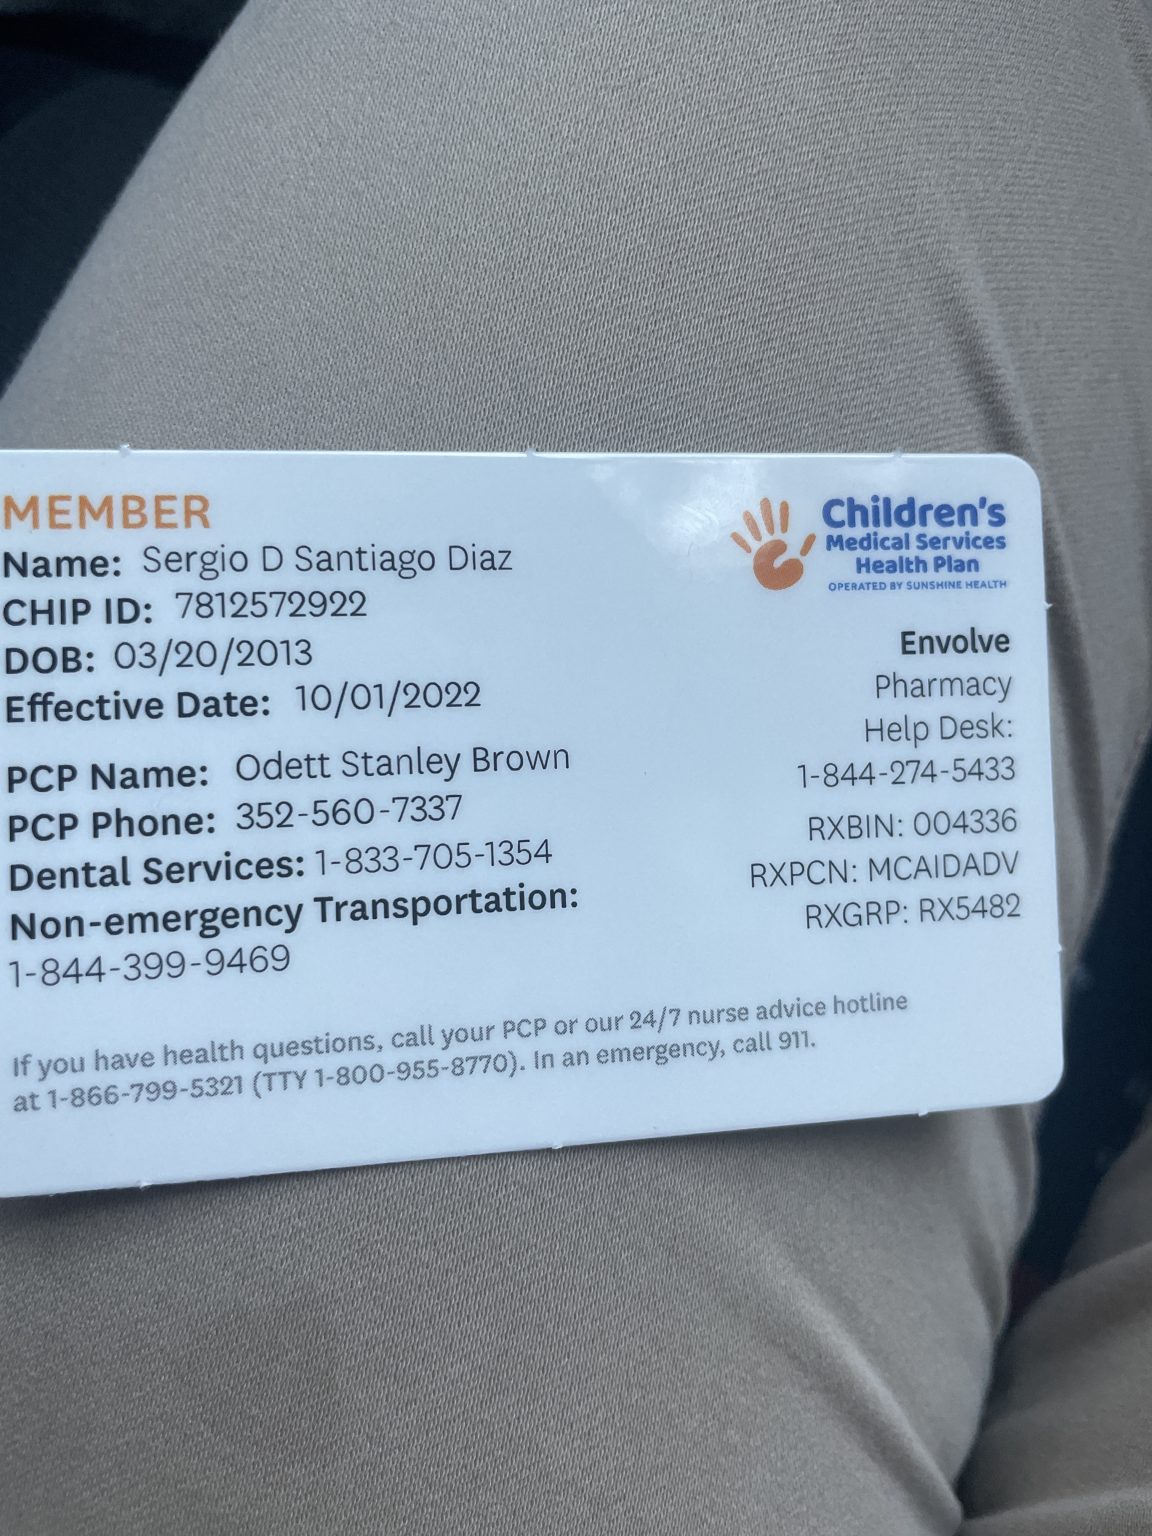 MEMBER
Name: Sergio D Santiago Diaz
CHIP ID: 7812572922
DOB: 03/20/2013
Effective Date: 10/01/2022
PCP Name: Odett Stanley Brown
PCP Phone: 352-560-7337
Dental Services: 1-833-705-1354
Non-emergency Transportation:
1-844-399-9469
Children's
Medical Services
Health Plan
OPERATED BY SUNSHINE HEALTH
Envolve
Pharmacy
Help Desk:
1-844-274-5433
RXBIN: 004336
RXPCN: MCAIDADV
RXGRP: RX5482
If you have health questions, call your PCP or our 24/7 nurse advice hotline
at 1-866-799-5321 (TTY 1-800-955-8770). In an emergency, call 911.